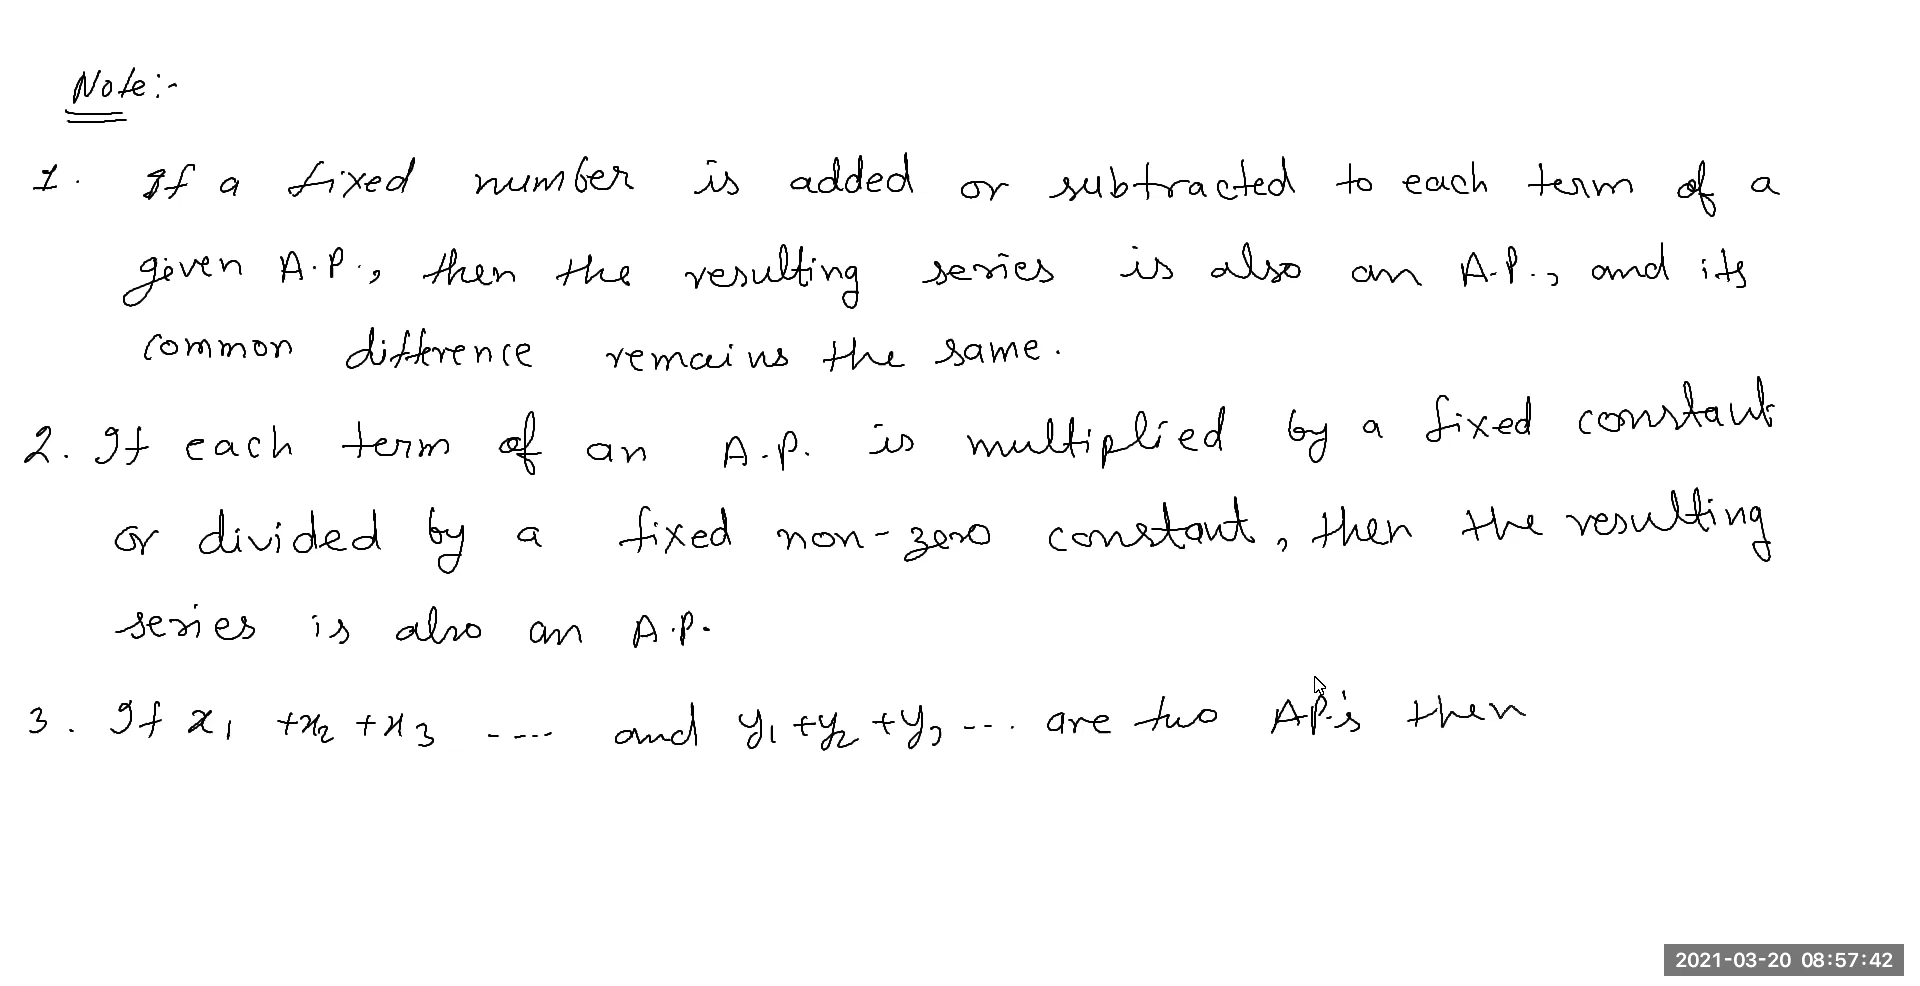 Note:-
1. If a fixed number is added or subtracted to each term of a
given A.P., then the resulting series is also an A.P., and its
common difference remains the same.
2. If each term of an A.P. is multiplied by a fixed constant
or divided by a fixed non-zero constant, then the resulting
series is also an A.P.
3. If x₁ +x₂ +x₃ ---- and y₁ +y₂ +y₃ --- are two AP's then
2021-03-20 08:57:42